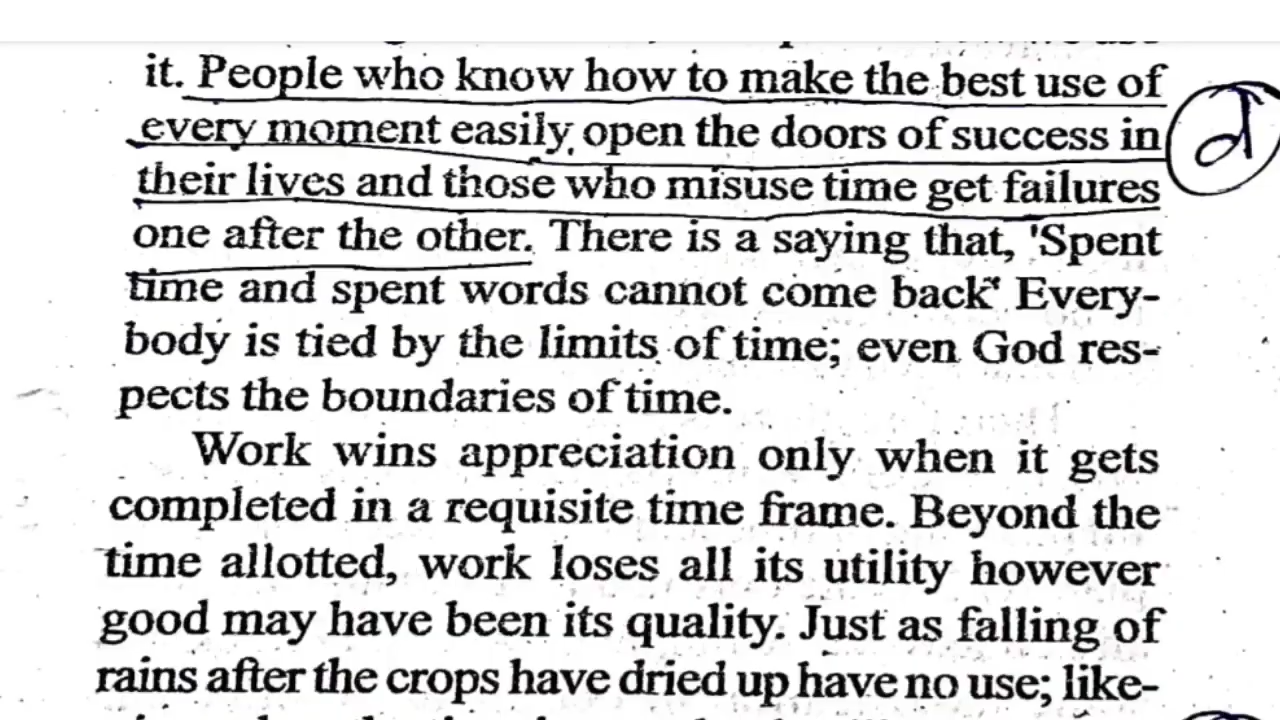 it. People who know how to make the best use of
every moment easily, open the doors of success in
their lives and those who misuse time get failures
one after the other. There is a saying that, 'Spent
time and spent words cannot come back" Every-
body is tied by the limits of time; even God res-
pects the boundaries of time.
Work wins appreciation only when it gets
completed in a requisite time frame. Beyond the
time allotted, work loses all its utility however
good may have been its quality. Just as falling of
rains after the crops have dried up have no use; like-